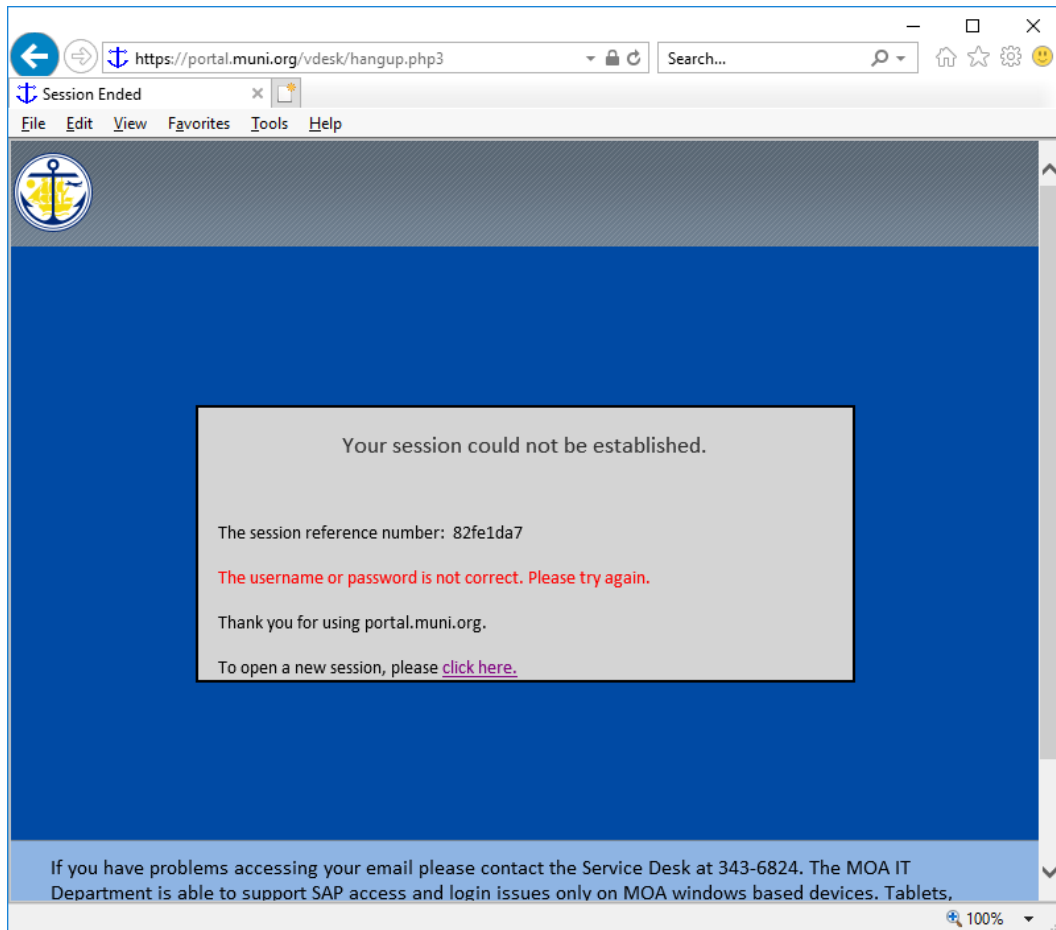 https://portal.muni.org/vdesk/hangup.php3
Search...
Session Ended
File Edit View Favorites Tools Help
Your session could not be established.
The session reference number: 82fe1da7
The username or password is not correct. Please try again.
Thank you for using portal.muni.org.
To open a new session, please click here.
If you have problems accessing your email please contact the Service Desk at 343-6824. The MOA IT
Department is able to support SAP access and login issues only on MOA windows based devices. Tablets,
100%